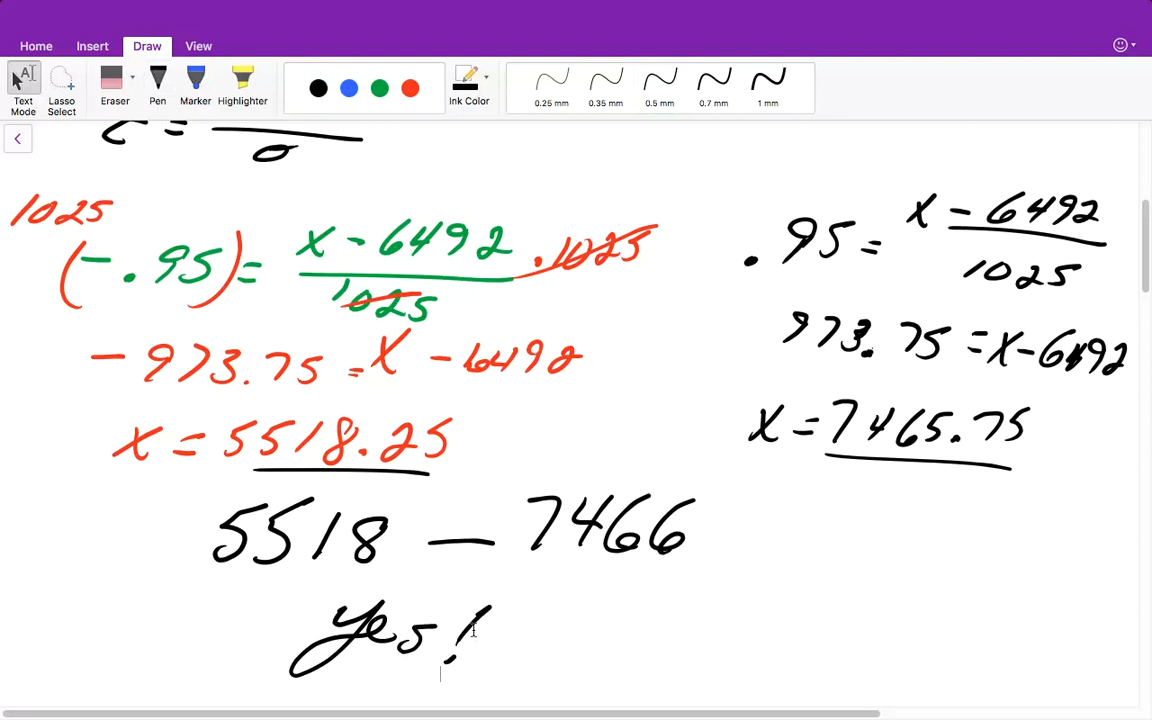 Home Insert Draw View
Text Mode Lasso Select Eraser Pen Marker Highlighter Ink Color 0.25 mm 0.35 mm 0.5 mm 0.7 mm 1 mm
σ
1025
(-.95) = x - 6492 / 1025 · 1025
-973.75 = x - 6492
x = 5518.25
.95 = x - 6492 / 1025
973.75 = x - 6492
x = 7465.75
5518 — 7466
yes!